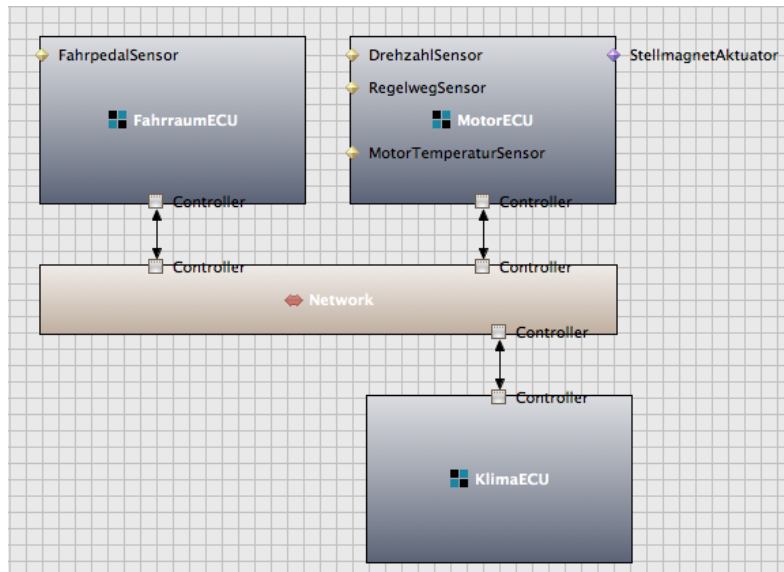 FahrpedalSensor
DrehzahlSensor
StellmagnetAktuator
RegelwegSensor
FahrraumECU
MotorECU
MotorTemperaturSensor
Controller
Controller
Controller
Controller
Network
Controller
Controller
KlimaECU